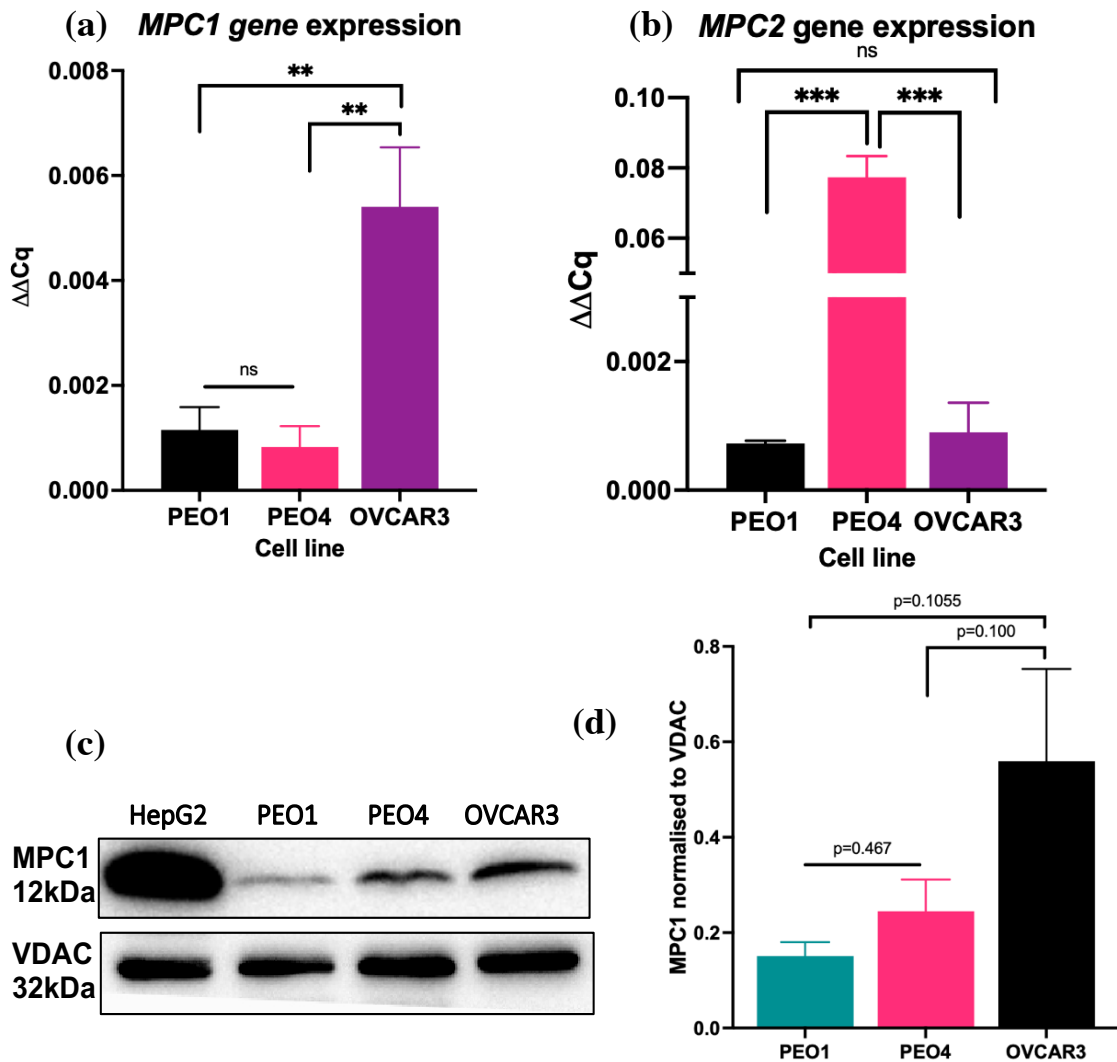 (a) MPC1 gene expression
**
**
0.008
0.006
0.004
0.002
0.000
ΔΔCq
ns
PEO1 PEO4 OVCAR3
Cell line
(b) MPC2 gene expression
ns
*** ***
0.10
0.08
0.06
0.002
0.000
ΔΔCq
PEO1 PEO4 OVCAR3
Cell line
(c)
HepG2 PEO1 PEO4 OVCAR3
MPC1
12kDa
VDAC
32kDa
(d)
p=0.1055
p=0.100
p=0.467
0.8
0.6
0.4
0.2
0.0
MPC1 normalised to VDAC
PEO1 PEO4 OVCAR3